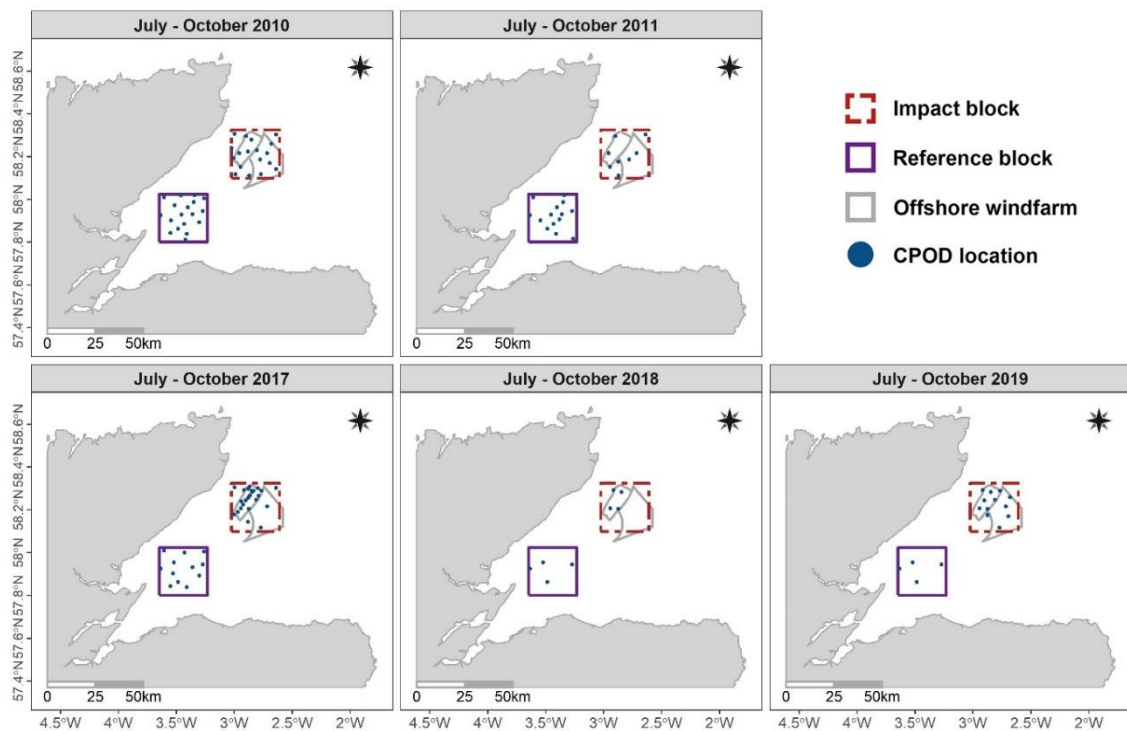 July - October 2010
July - October 2011
58.6°N
58.4°N
58.2°N
58°N
57.8°N
57.6°N
57.4°N
0 25 50km
0 25 50km
Impact block
Reference block
Offshore windfarm
CPOD location
July - October 2017
July - October 2018
July - October 2019
58.6°N
58.4°N
58.2°N
58°N
57.8°N
57.6°N
57.4°N
0 25 50km
0 25 50km
0 25 50km
4.5°W 4°W 3.5°W 3°W 2.5°W 2°W
4.5°W 4°W 3.5°W 3°W 2.5°W 2°W
4.5°W 4°W 3.5°W 3°W 2.5°W 2°W